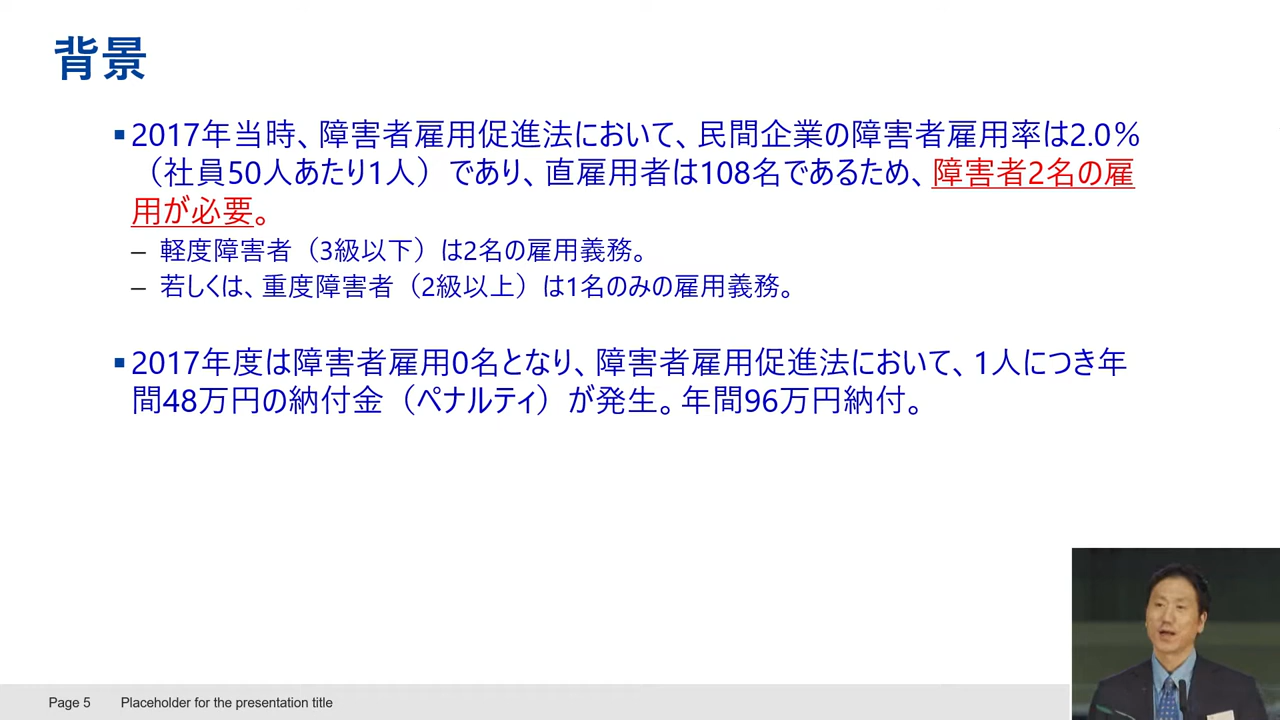 背景
2017年当時、障害者雇用促進法において、民間企業の障害者雇用率は2.0%
（社員50人あたり1人）であり、直雇用者は108名であるため、障害者2名の雇
用が必要。
– 軽度障害者（3級以下）は2名の雇用義務。
– 若しくは、重度障害者（2級以上）は1名のみの雇用義務。
2017年度は障害者雇用0名となり、障害者雇用促進法において、1人につき年
間48万円の納付金（ペナルティ）が発生。年間96万円納付。
Page 5 Placeholder for the presentation title